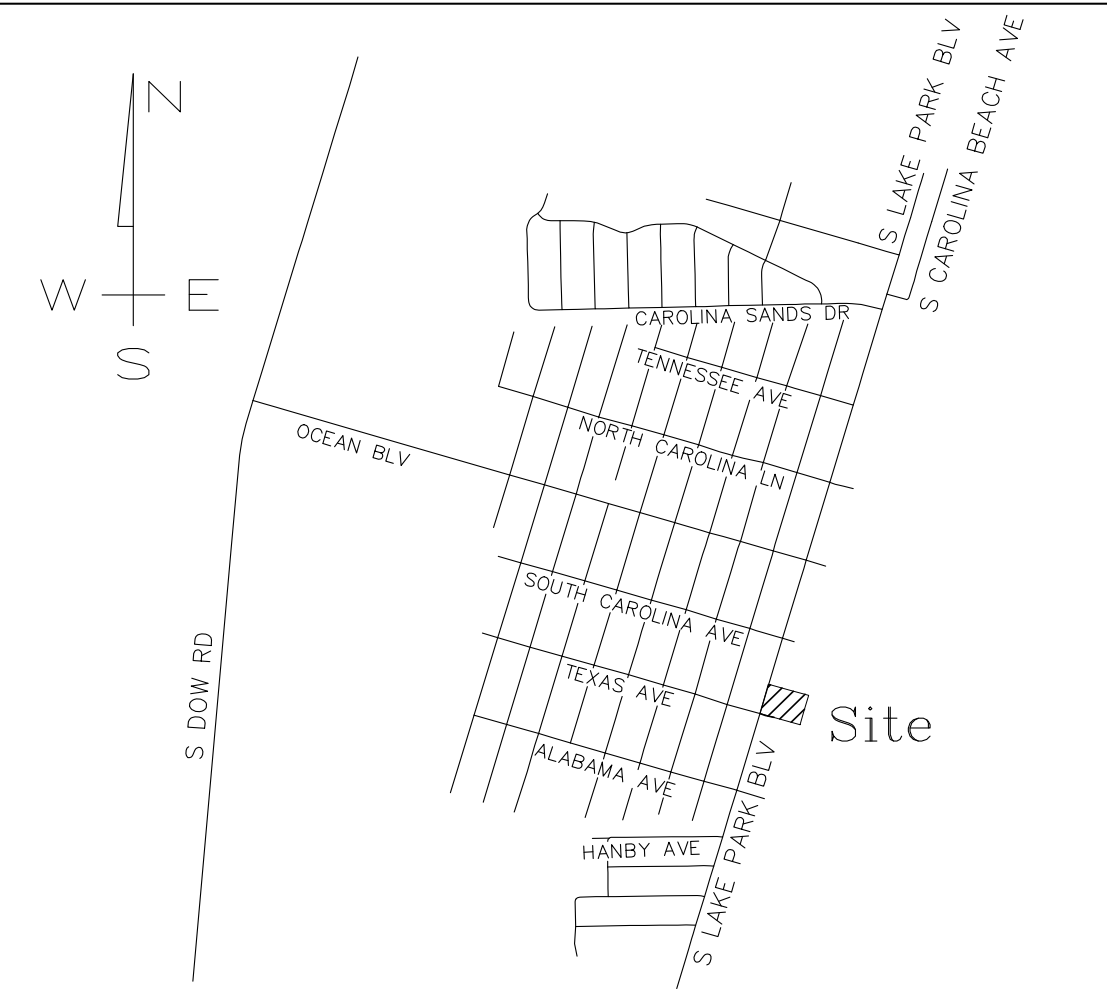 S LAKE PARK BLV
S CAROLINA BEACH AVE
N
W
E
S
CAROLINA SANDS DR
TENNESSEE AVE
NORTH CAROLINA LN
OCEAN BLV
SOUTH CAROLINA AVE
TEXAS AVE
S DOW RD
Site
ALABAMA AVE
S LAKE PARK BLV
HANBY AVE